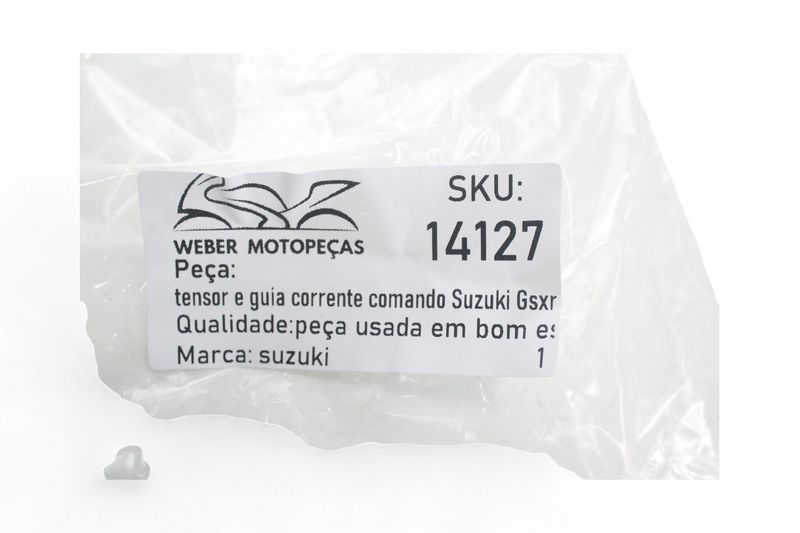 SKU:
14127
WEBER MOTOPEÇAS
Peça:
tensor e guia corrente comando Suzuki Gsxr
Qualidade:peça usada em bom es
Marca: suzuki 1